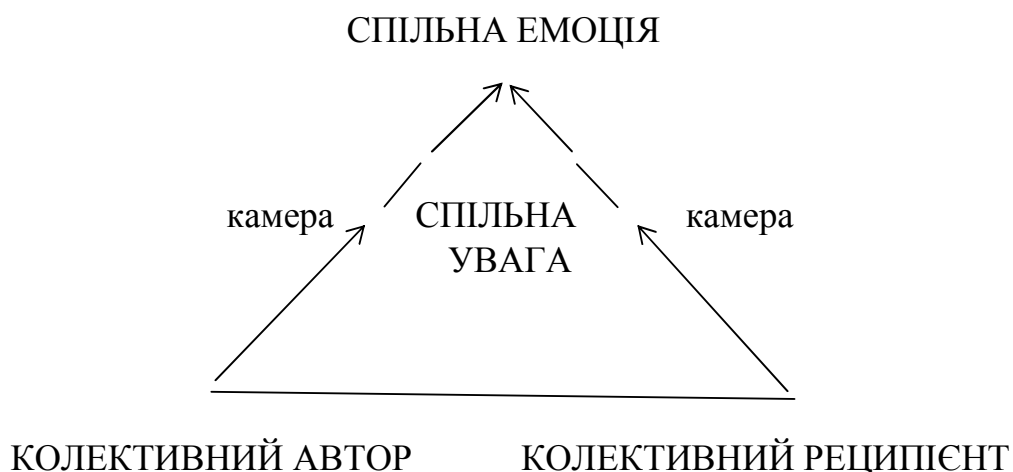 СПІЛЬНА ЕМОЦІЯ
камера
СПІЛЬНА
УВАГА
камера
КОЛЕКТИВНИЙ АВТОР
КОЛЕКТИВНИЙ РЕЦИПІЄНТ